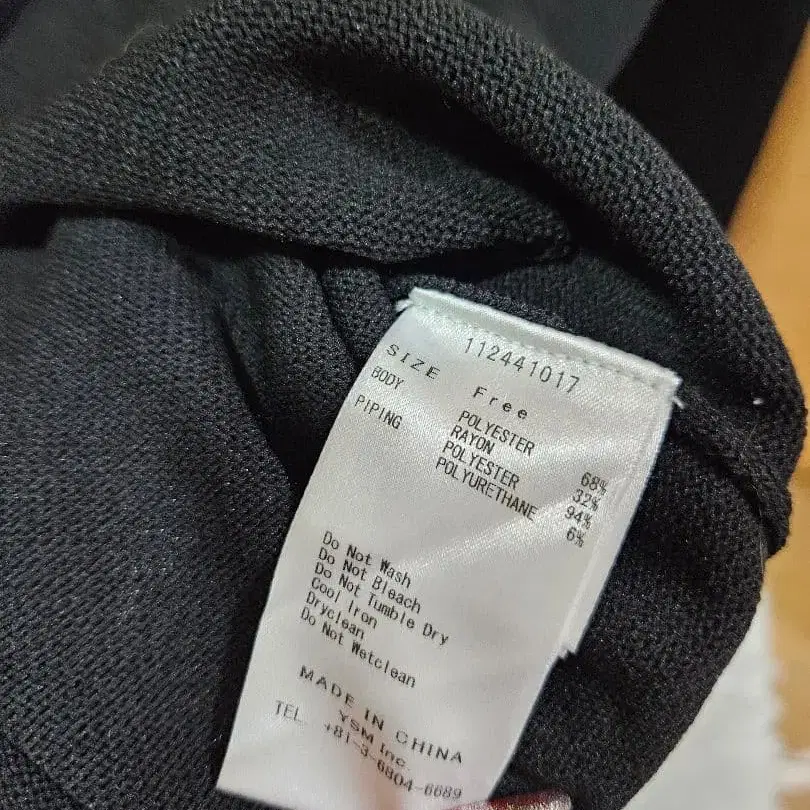 112441017
SIZE Free
BODY POLYESTER 68%
RAYON 32%
PIPING POLYESTER 94%
POLYURETHANE 6%
Do Not Wash
Do Not Bleach
Do Not Tumble Dry
Cool Iron
Dryclean
Do Not Wetclean
MADE IN CHINA
YSM Inc.
TEL +81-3-6804-6689